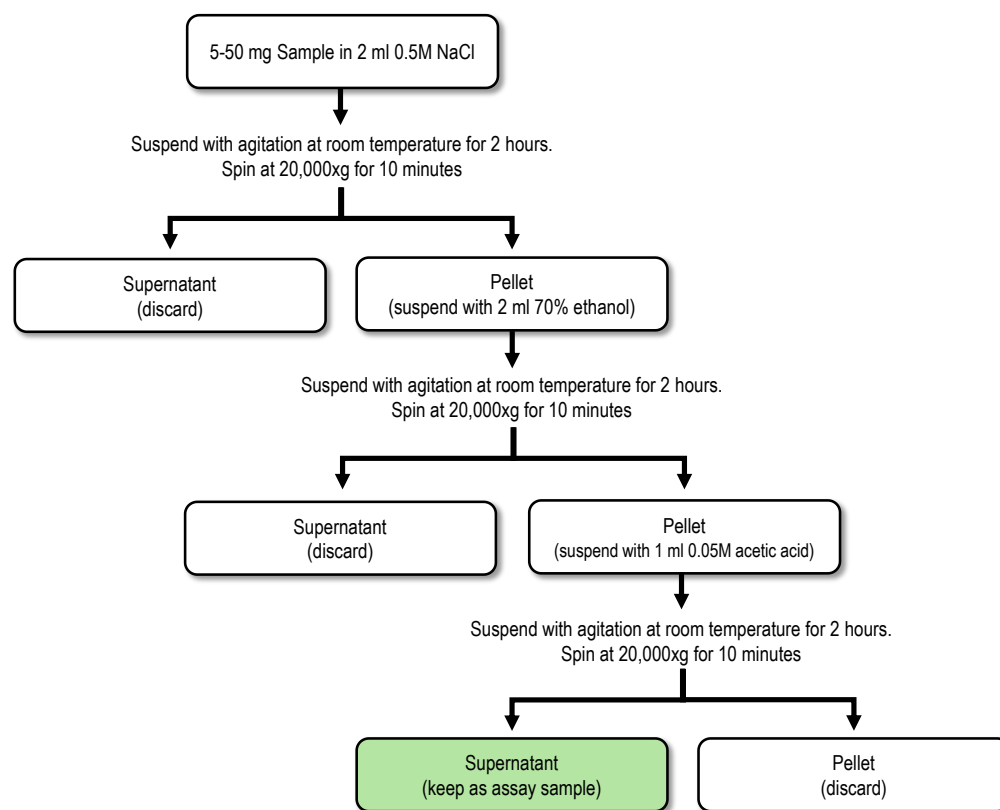 5-50 mg Sample in 2 ml 0.5M NaCl
Suspend with agitation at room temperature for 2 hours.
Spin at 20,000xg for 10 minutes
Supernatant
(discard)
Pellet
(suspend with 2 ml 70% ethanol)
Suspend with agitation at room temperature for 2 hours.
Spin at 20,000xg for 10 minutes
Supernatant
(discard)
Pellet
(suspend with 1 ml 0.05M acetic acid)
Suspend with agitation at room temperature for 2 hours.
Spin at 20,000xg for 10 minutes
Supernatant
(keep as assay sample)
Pellet
(discard)